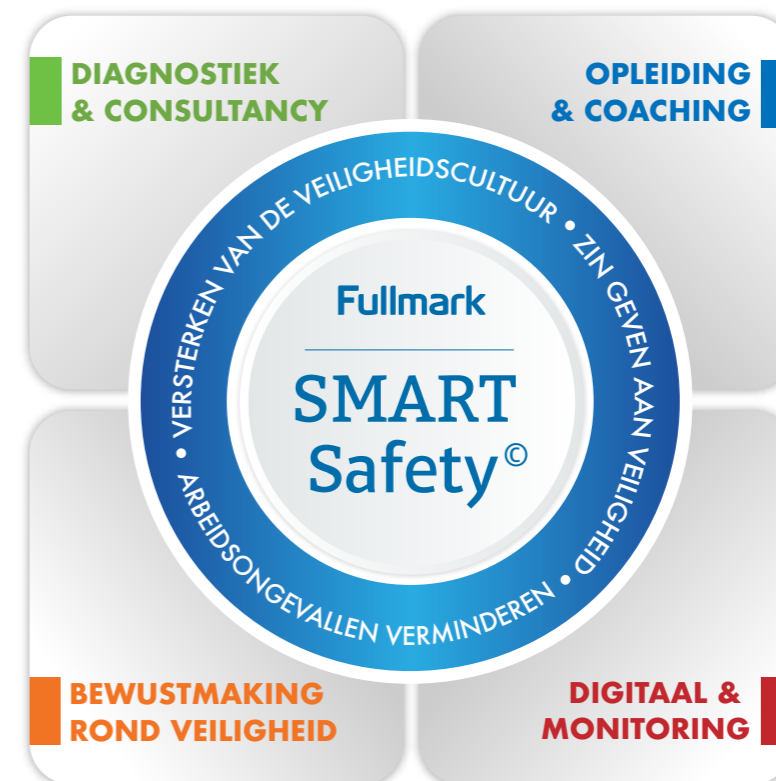 DIAGNOSTIEK
& CONSULTANCY
OPLEIDING
& COACHING
• VERSTERKEN VAN DE VEILIGHEIDSCULTUUR • ZIN GEVEN AAN VEILIGHEID • ARBEIDSONGEVALLEN VERMINDEREN
Fullmark
SMART
Safety©
BEWUSTMAKING
ROND VEILIGHEID
DIGITAAL &
MONITORING